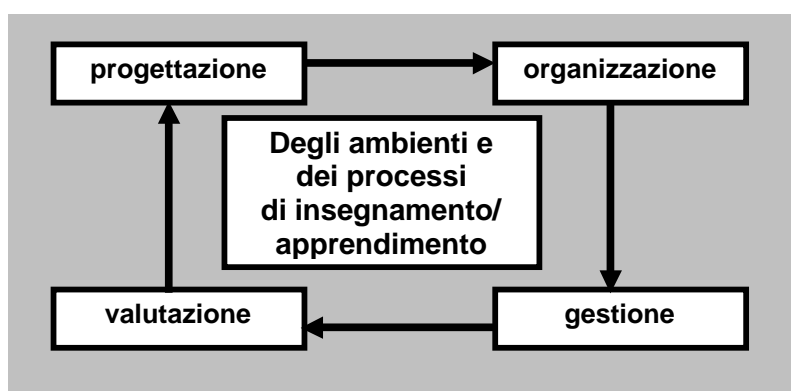 progettazione
organizzazione
Degli ambienti e
dei processi
di insegnamento/
apprendimento
valutazione
gestione